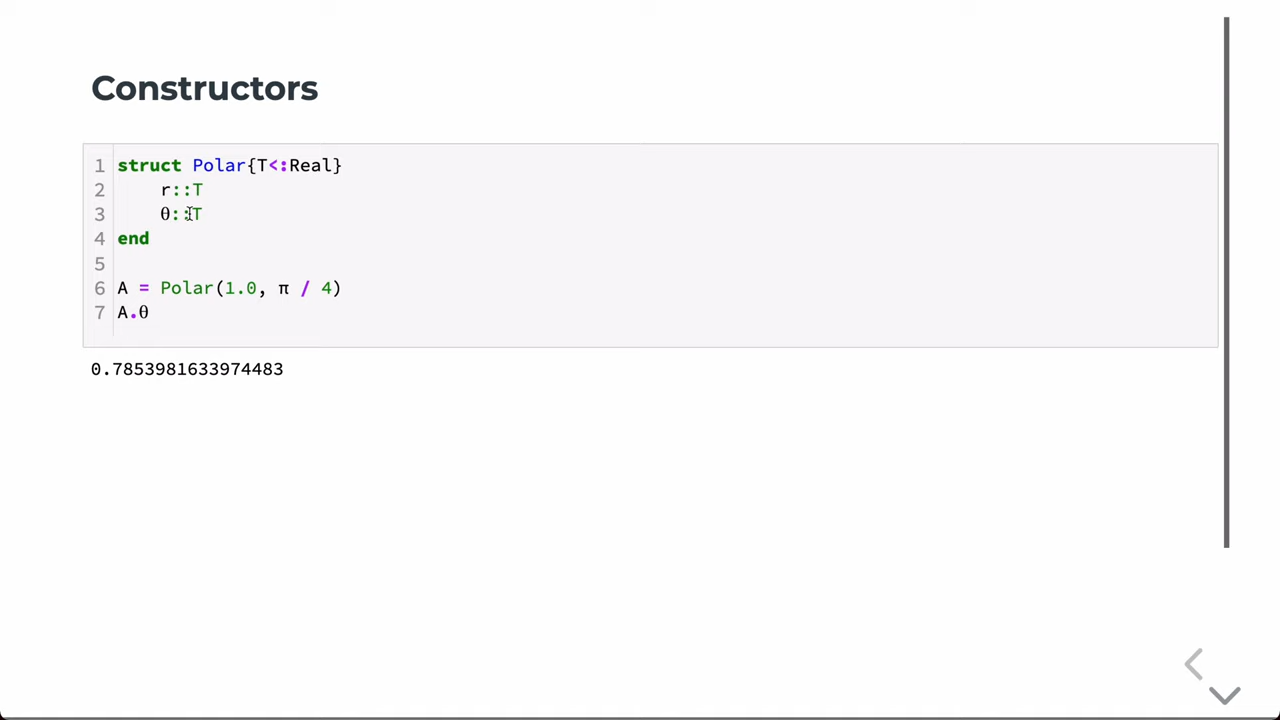 Constructors
1 struct Polar{T<:Real}
2     r::T
3     θ::T
4 end
5
6 A = Polar(1.0, π / 4)
7 A.θ
0.7853981633974483